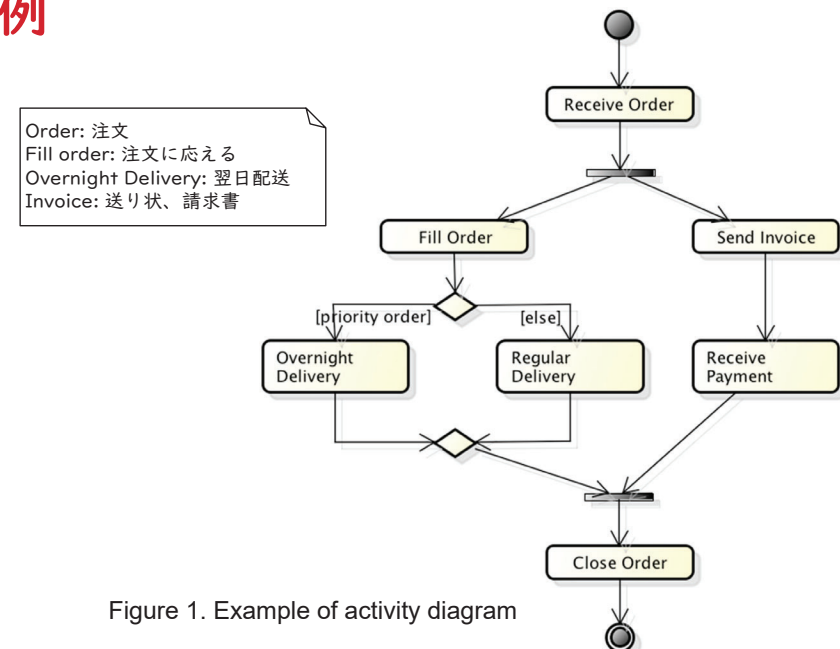 例
Order: 注文
Fill order: 注文に応える
Overnight Delivery: 翌日配送
Invoice: 送り状、請求書
Receive Order
Fill Order
Send Invoice
[priority order]
[else]
Overnight
Delivery
Regular
Delivery
Receive
Payment
Close Order
Figure 1. Example of activity diagram